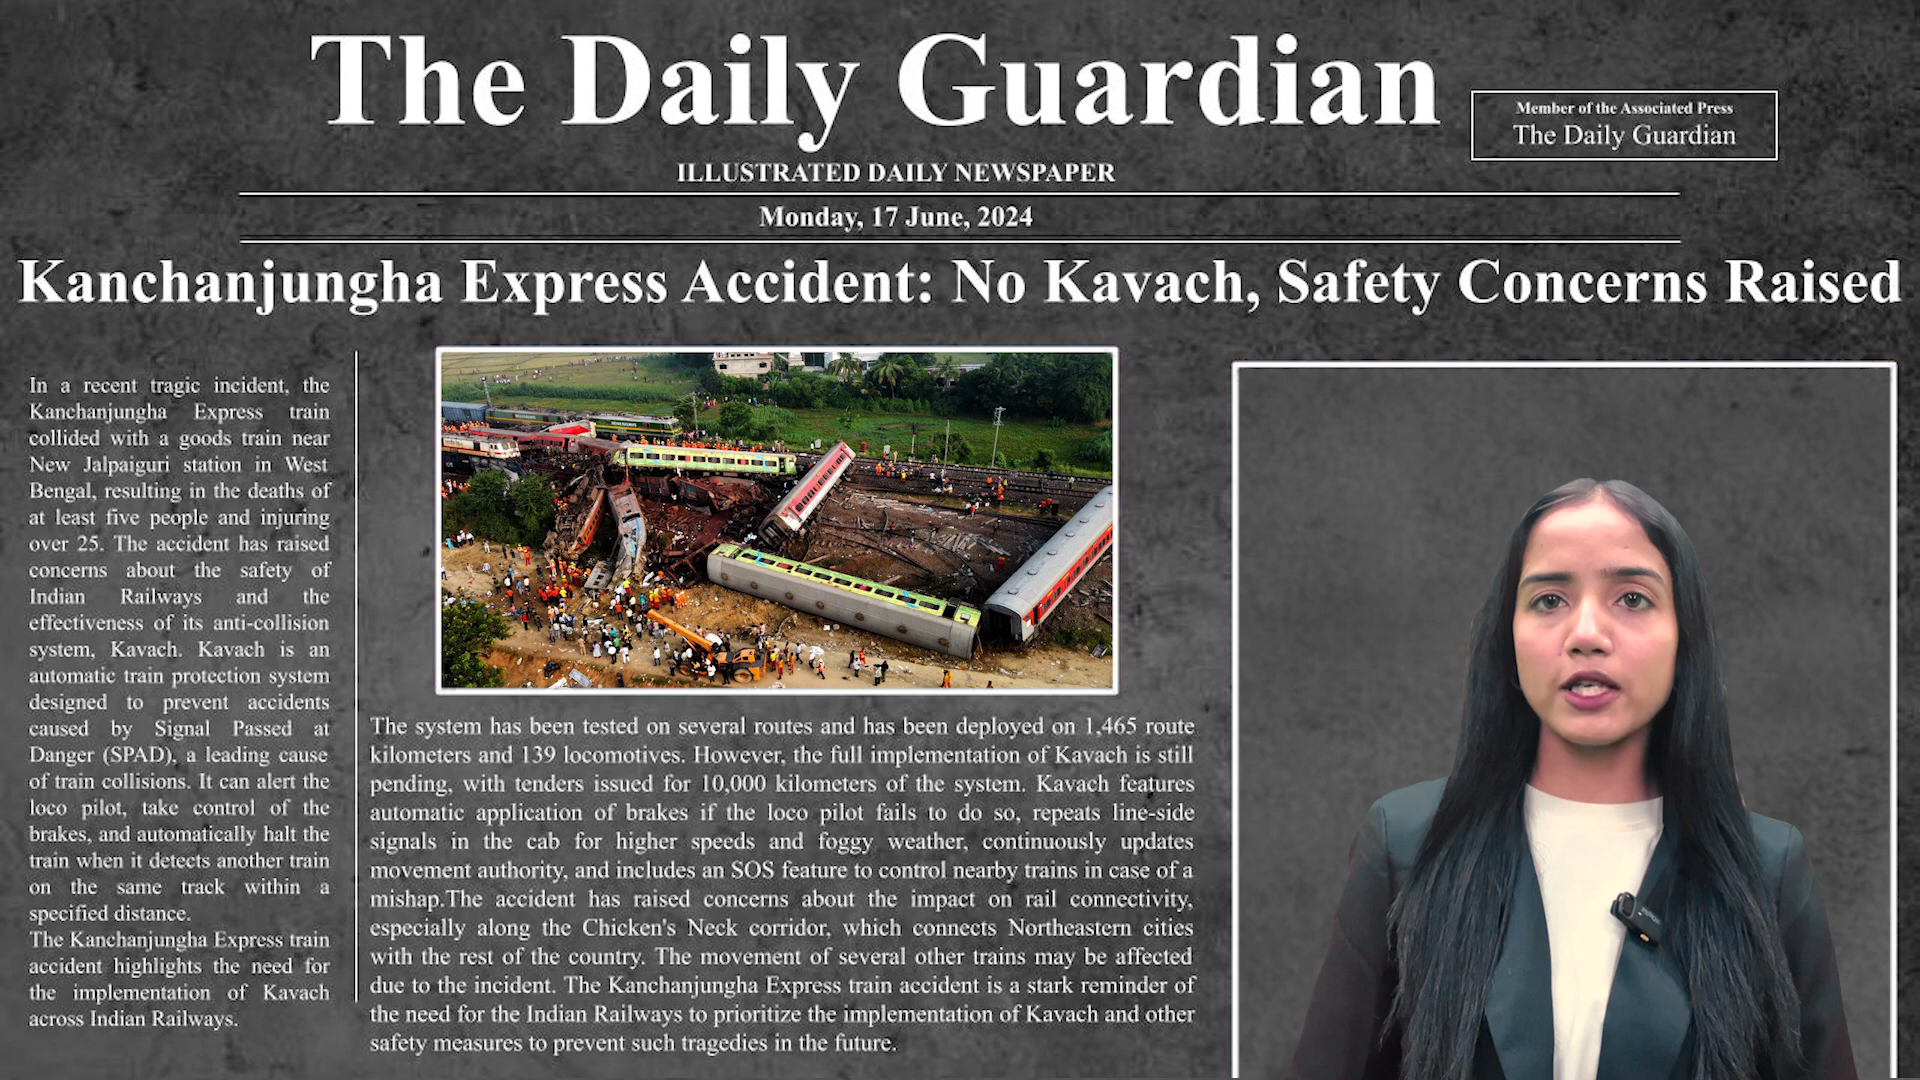 The Daily Guardian
Member of the Associated Press
The Daily Guardian
ILLUSTRATED DAILY NEWSPAPER
Monday, 17 June, 2024
Kanchanjungha Express Accident: No Kavach, Safety Concerns Raised
In a recent tragic incident, the
Kanchanjungha Express train
collided with a goods train near
New Jalpaiguri station in West
Bengal, resulting in the deaths of
at least five people and injuring
over 25. The accident has raised
concerns about the safety of
Indian Railways and the
effectiveness of its anti-collision
system, Kavach. Kavach is an
automatic train protection system
designed to prevent accidents
caused by Signal Passed at
Danger (SPAD), a leading cause
of train collisions. It can alert the
loco pilot, take control of the
brakes, and automatically halt the
train when it detects another train
on the same track within a
specified distance.
The Kanchanjungha Express train
accident highlights the need for
the implementation of Kavach
across Indian Railways.
The system has been tested on several routes and has been deployed on 1,465 route
kilometers and 139 locomotives. However, the full implementation of Kavach is still
pending, with tenders issued for 10,000 kilometers of the system. Kavach features
automatic application of brakes if the loco pilot fails to do so, repeats line-side
signals in the cab for higher speeds and foggy weather, continuously updates
movement authority, and includes an SOS feature to control nearby trains in case of a
mishap.The accident has raised concerns about the impact on rail connectivity,
especially along the Chicken's Neck corridor, which connects Northeastern cities
with the rest of the country. The movement of several other trains may be affected
due to the incident. The Kanchanjungha Express train accident is a stark reminder of
the need for the Indian Railways to prioritize the implementation of Kavach and other
safety measures to prevent such tragedies in the future.